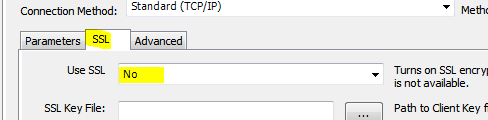 Connection Method: Standard (TCP/IP)
Parameters SSL Advanced
Use SSL No Turns on SSL encryp
is not available.
SSL Key File: ... Path to Client Key f